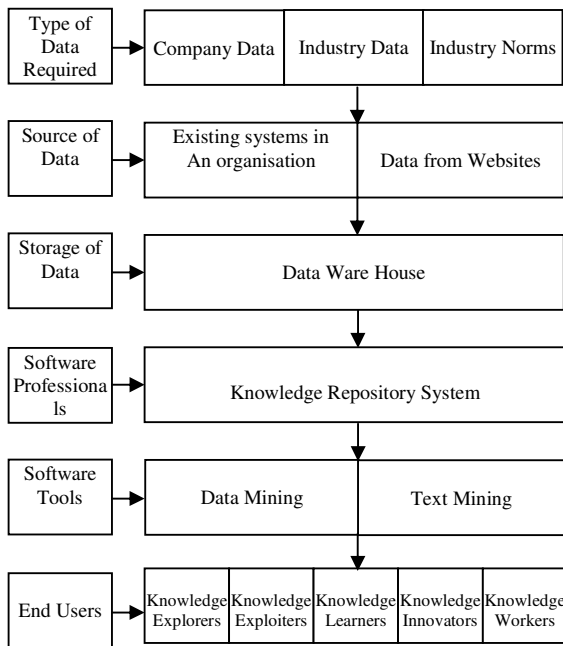 Type of
Data
Required
Company Data
Industry Data
Industry Norms
Source of
Data
Existing systems in
An organisation
Data from Websites
Storage of
Data
Data Ware House
Software
Professiona
ls
Knowledge Repository System
Software
Tools
Data Mining
Text Mining
End Users
Knowledge
Explorers
Knowledge
Exploiters
Knowledge
Learners
Knowledge
Innovators
Knowledge
Workers